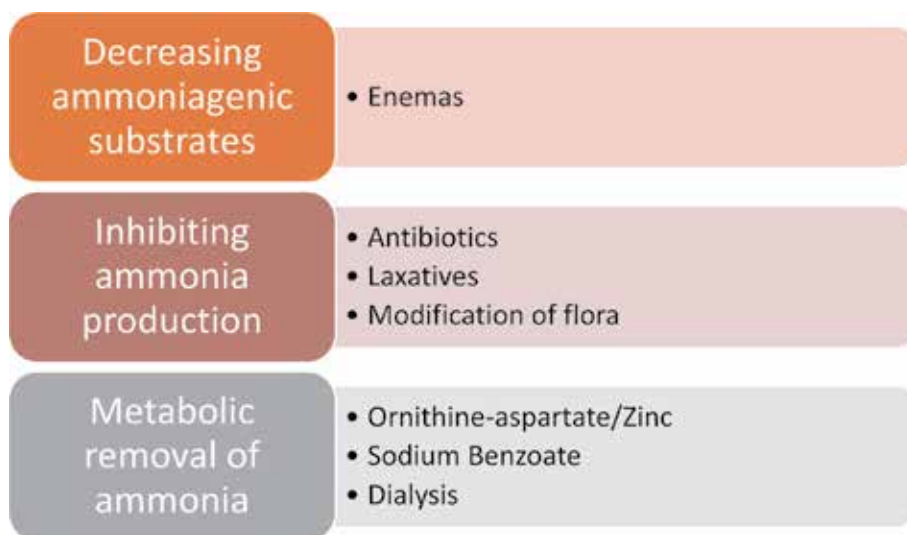 Decreasing
ammoniagenic
substrates
• Enemas
Inhibiting
ammonia
production
• Antibiotics
• Laxatives
• Modification of flora
Metabolic
removal of
ammonia
• Ornithine-aspartate/Zinc
• Sodium Benzoate
• Dialysis